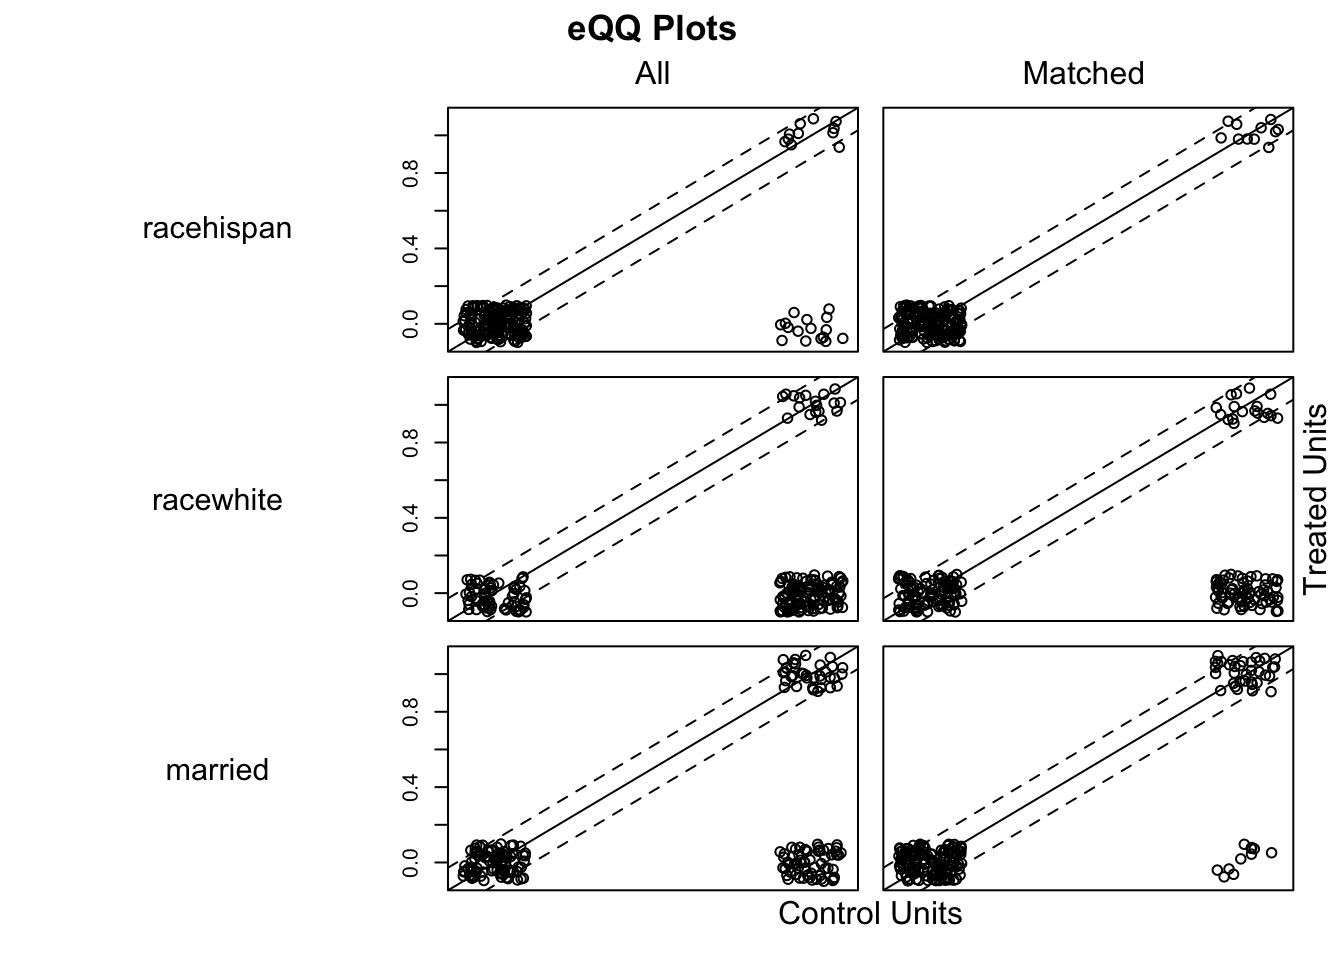 eQQ Plots
All Matched
racehispan
0.0 0.4 0.8
racewhite
0.0 0.4 0.8
married
0.0 0.4 0.8
Treated Units
Control Units